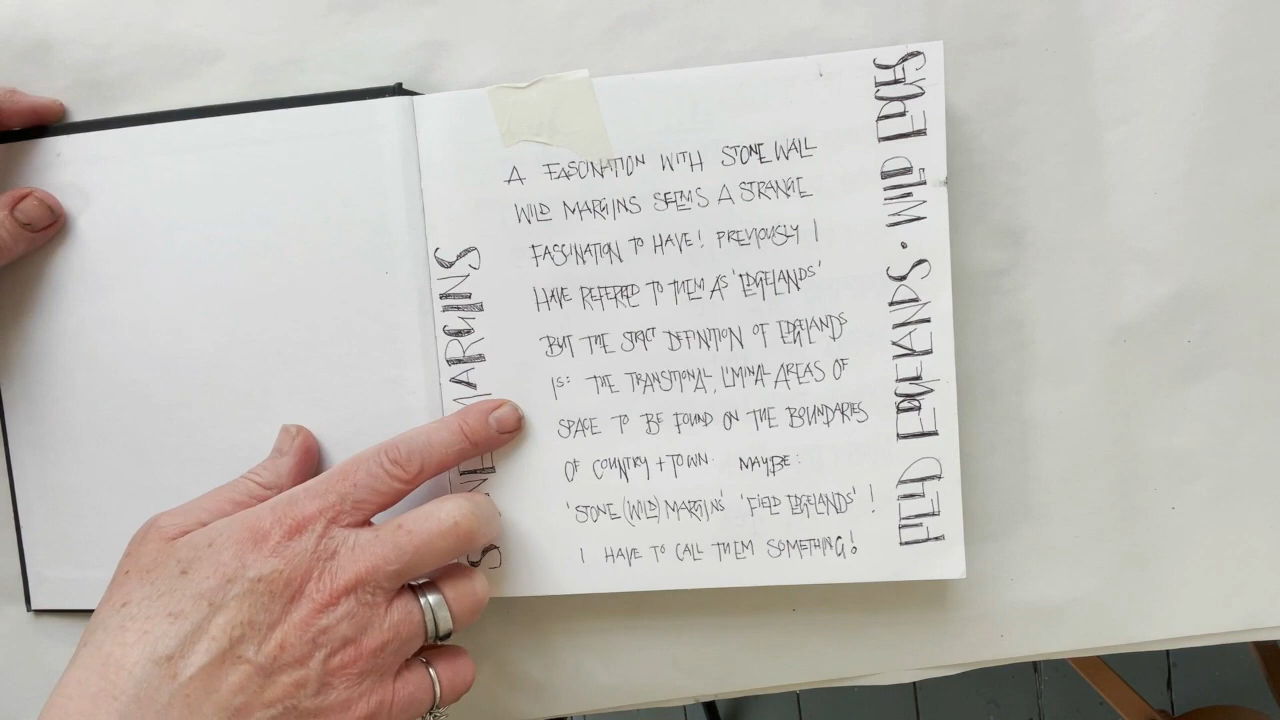 MARGINS
A FASCINATION WITH STONE WALL
WILD MARGINS SEEMS A STRANGE
FASCINATION TO HAVE! PREVIOUSLY I
HAVE REFERRED TO THEM AS 'EDGELANDS'
BUT THE STRICT DEFINITION OF EDGELANDS
IS: THE TRANSITIONAL, LIMINAL AREAS OF
SPACE TO BE FOUND ON THE BOUNDARIES
OF COUNTRY + TOWN. MAYBE:
'STONE (WILD) MARGINS' 'FIELD EDGELANDS' !
I HAVE TO CALL THEM SOMETHING!
FIELD EDGELANDS • WILD EDGES